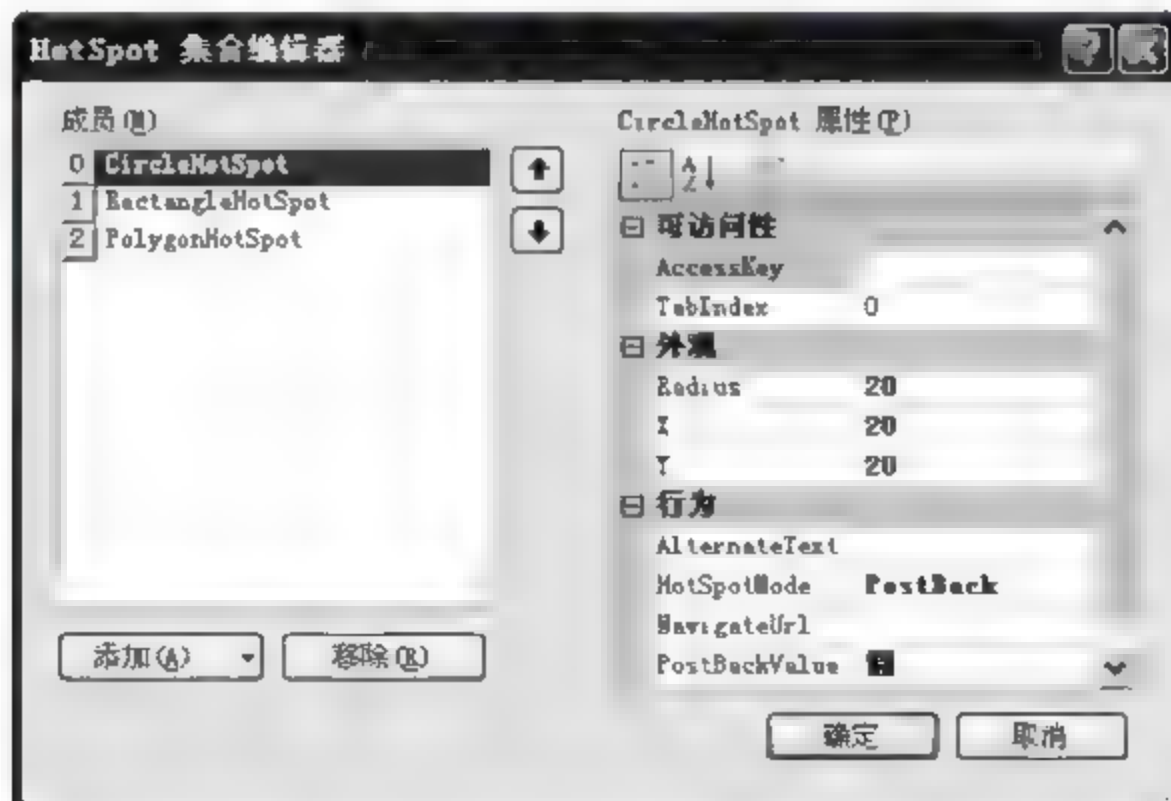 HotSpot 集合编辑器
成员(M)
0 CircleHotSpot
1 RectangleHotSpot
2 PolygonHotSpot
添加(A)
移除(R)
CircleHotSpot 属性(P)
可访问性
AccessKey
TabIndex 0
外观
Radius 20
X 20
Y 20
行为
AlternateText
HotSpotMode PostBack
NavigateUrl
PostBackValue
确定
取消